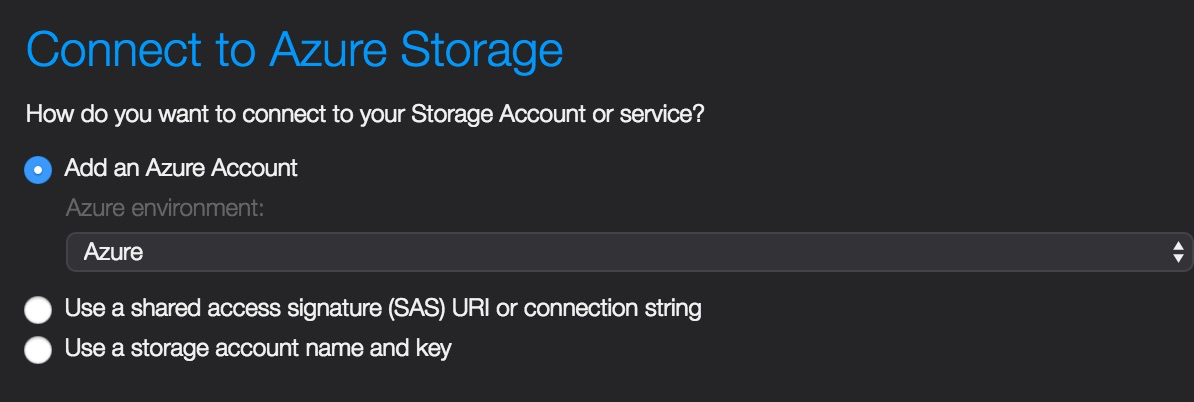 Connect to Azure Storage
How do you want to connect to your Storage Account or service?
Add an Azure Account
Azure environment:
Azure
Use a shared access signature (SAS) URI or connection string
Use a storage account name and key